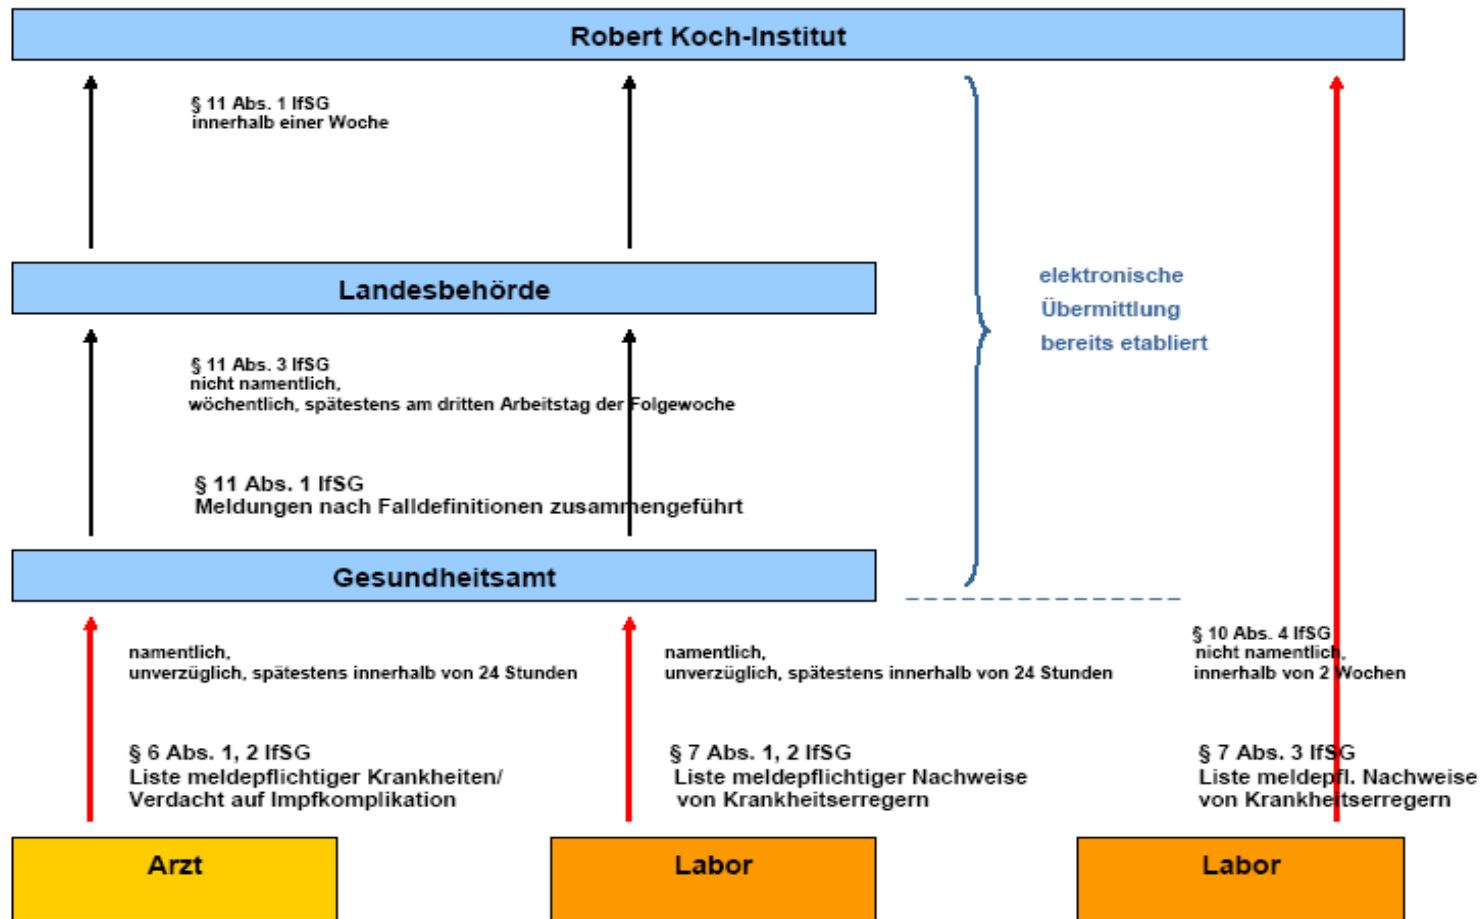 Robert Koch-Institut
§ 11 Abs. 1 IfSG
innerhalb einer Woche
Landesbehörde
elektronische
Übermittlung
bereits etabliert
§ 11 Abs. 3 IfSG
nicht namentlich,
wöchentlich, spätestens am dritten Arbeitstag der Folgewoche
§ 11 Abs. 1 IfSG
Meldungen nach Falldefinitionen zusammengeführt
Gesundheitsamt
namentlich,
unverzüglich, spätestens innerhalb von 24 Stunden
namentlich,
unverzüglich, spätestens innerhalb von 24 Stunden
§ 10 Abs. 4 IfSG
nicht namentlich,
innerhalb von 2 Wochen
§ 6 Abs. 1, 2 IfSG
Liste meldepflichtiger Krankheiten/
Verdacht auf Impfkomplikation
§ 7 Abs. 1, 2 IfSG
Liste meldepflichtiger Nachweise
von Krankheitserregern
§ 7 Abs. 3 IfSG
Liste meldepfl. Nachweise
von Krankheitserregern
Arzt
Labor
Labor